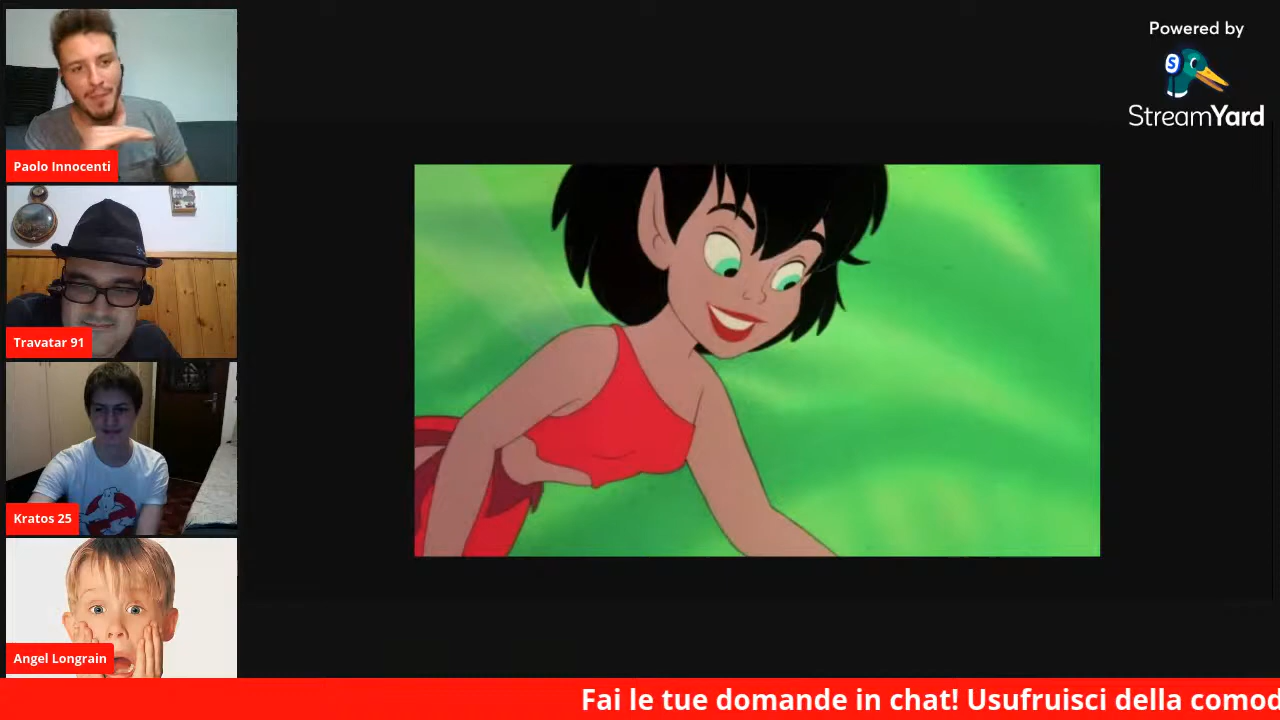 Powered by
S
StreamYard
Paolo Innocenti
Travatar 91
Kratos 25
Angel Longrain
Fai le tue domande in chat! Usufruisci della comod